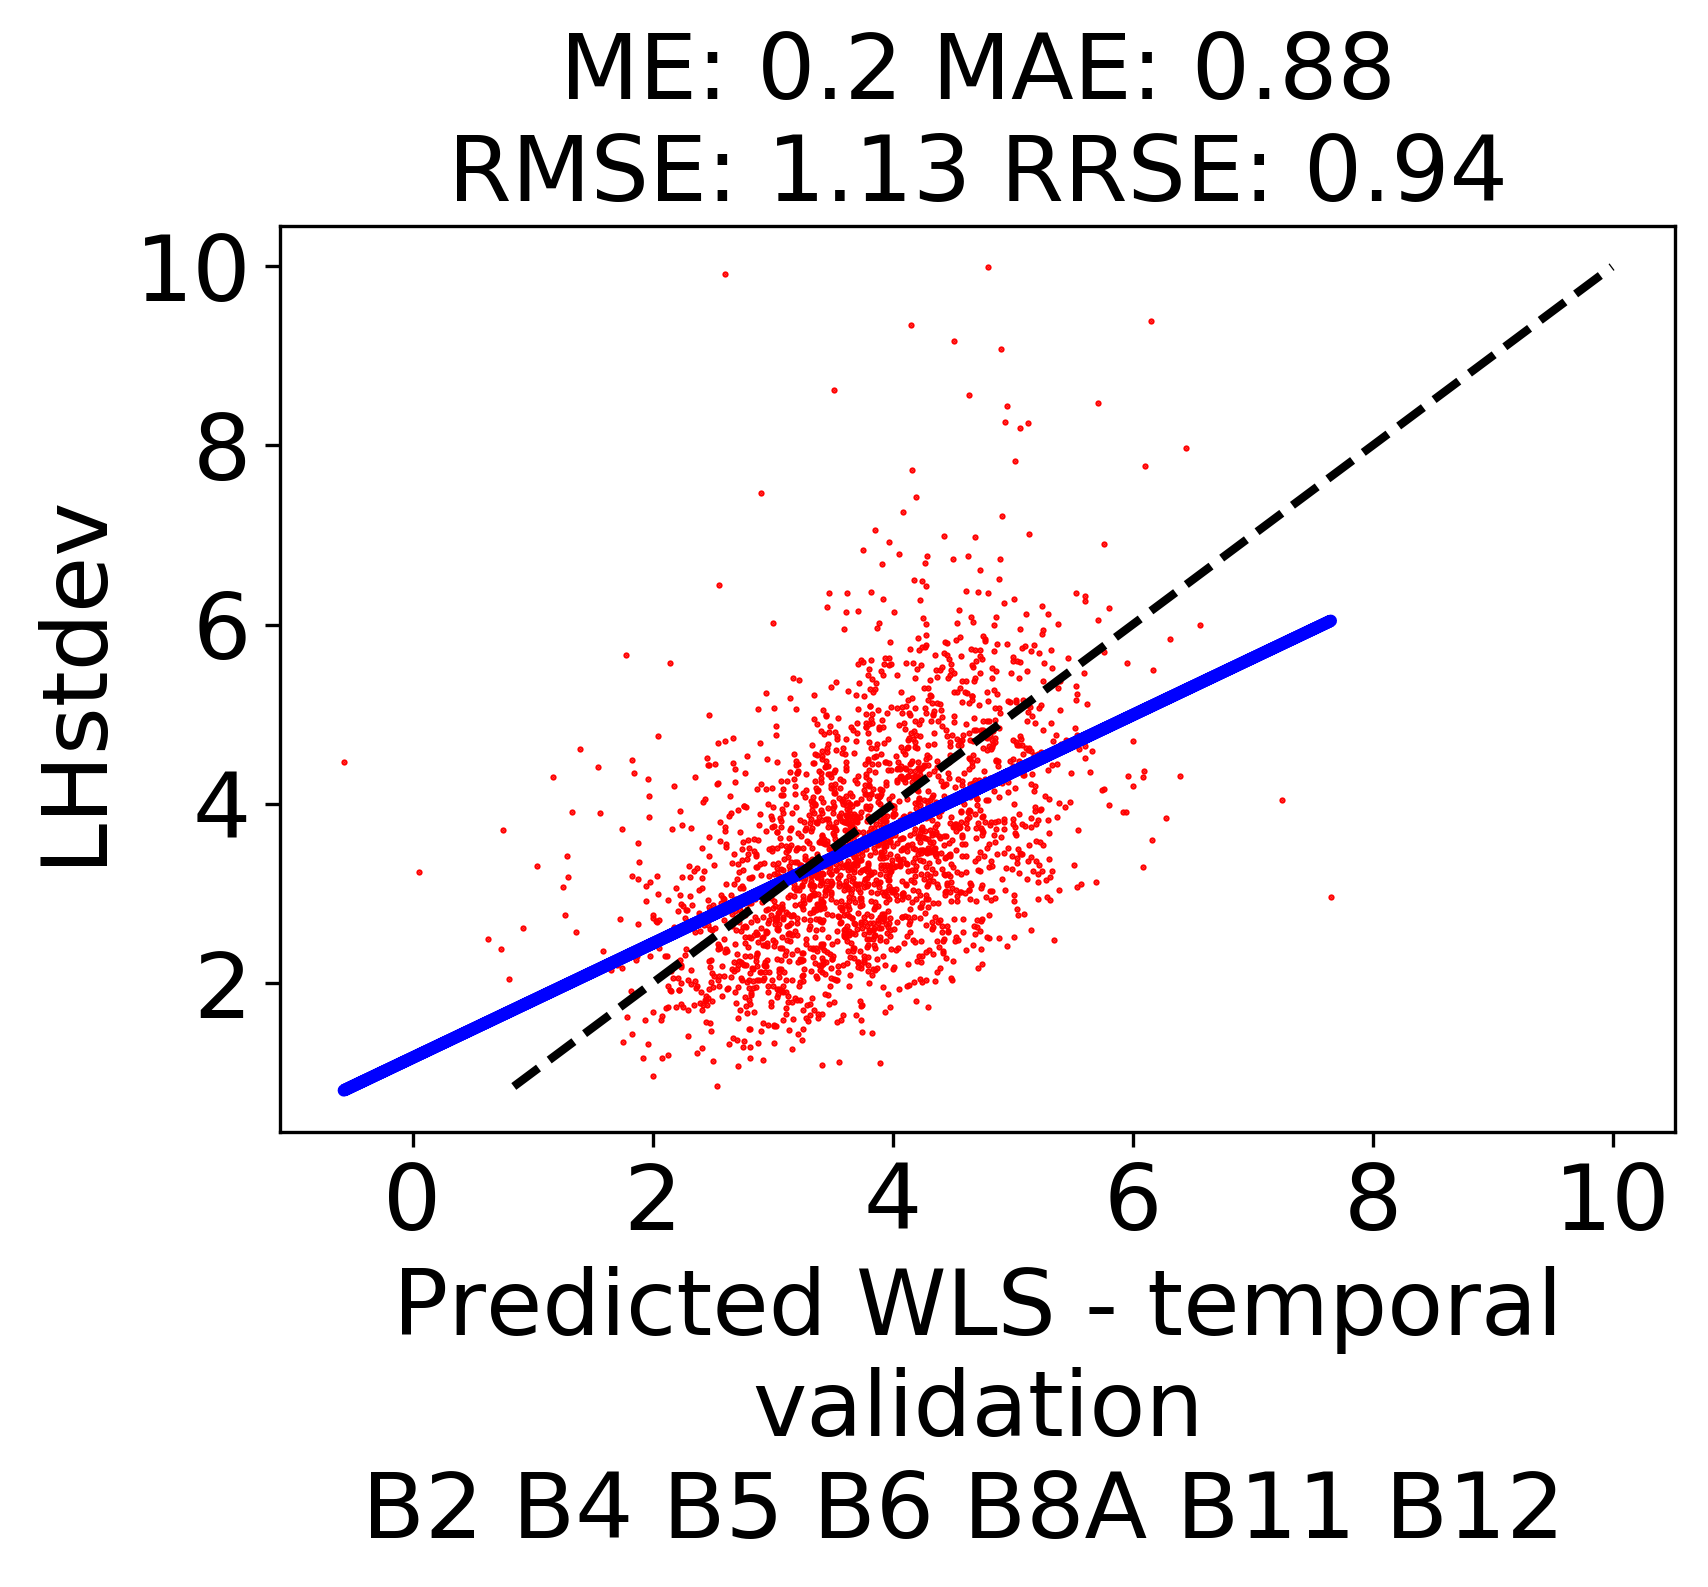 ME: 0.2 MAE: 0.88
RMSE: 1.13 RRSE: 0.94
LHstdev
10
8
6
4
2
0 2 4 6 8 10
Predicted WLS - temporal
validation
B2 B4 B5 B6 B8A B11 B12